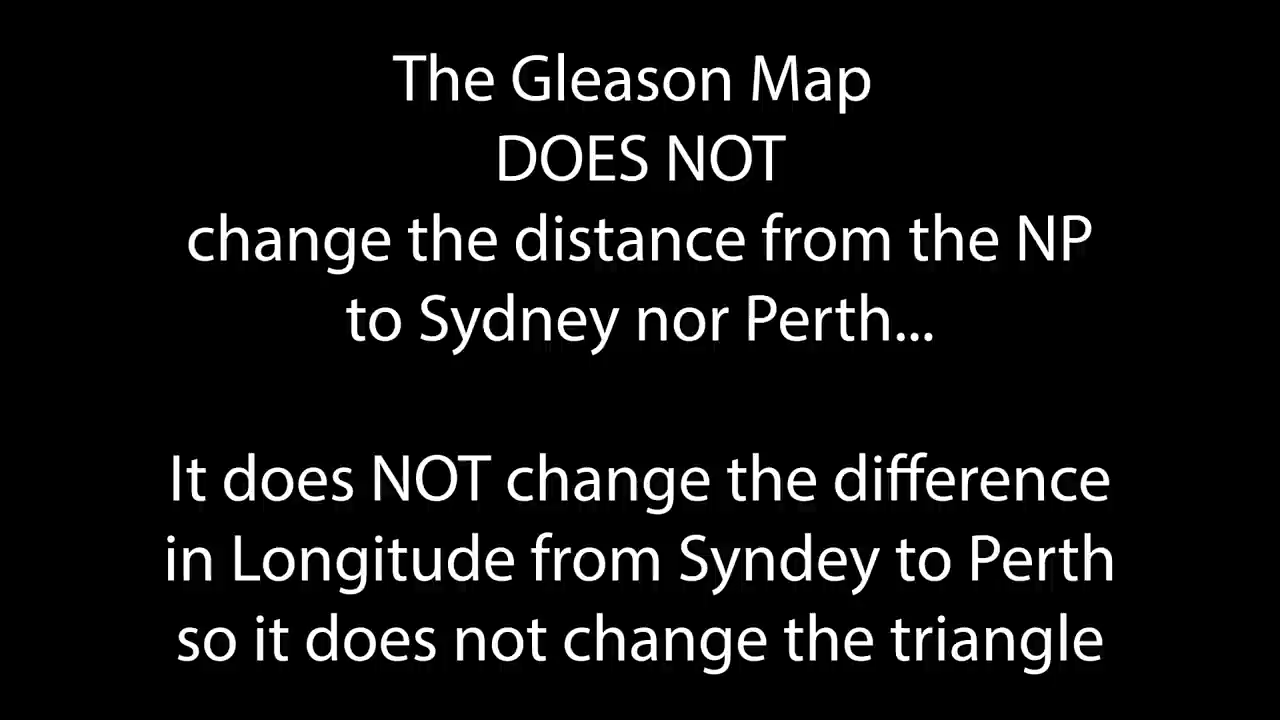 The Gleason Map
DOES NOT
change the distance from the NP
to Sydney nor Perth...
It does NOT change the difference
in Longitude from Syndey to Perth
so it does not change the triangle